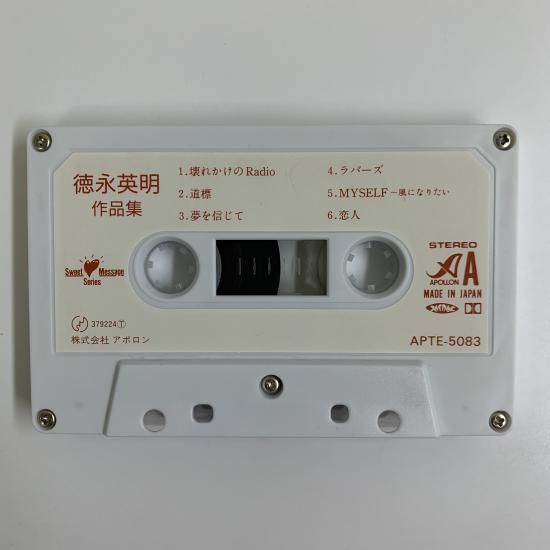 徳永英明
作品集
1.壊れかけのRadio
2.道標
3.夢を信じて
4.ラバーズ
5.MYSELF－風になりたい
6.恋人
Sweet Message
Series
STEREO
A
APOLLON
MADE IN JAPAN
379224Ⓣ
株式会社 アポロン
APTE-5083